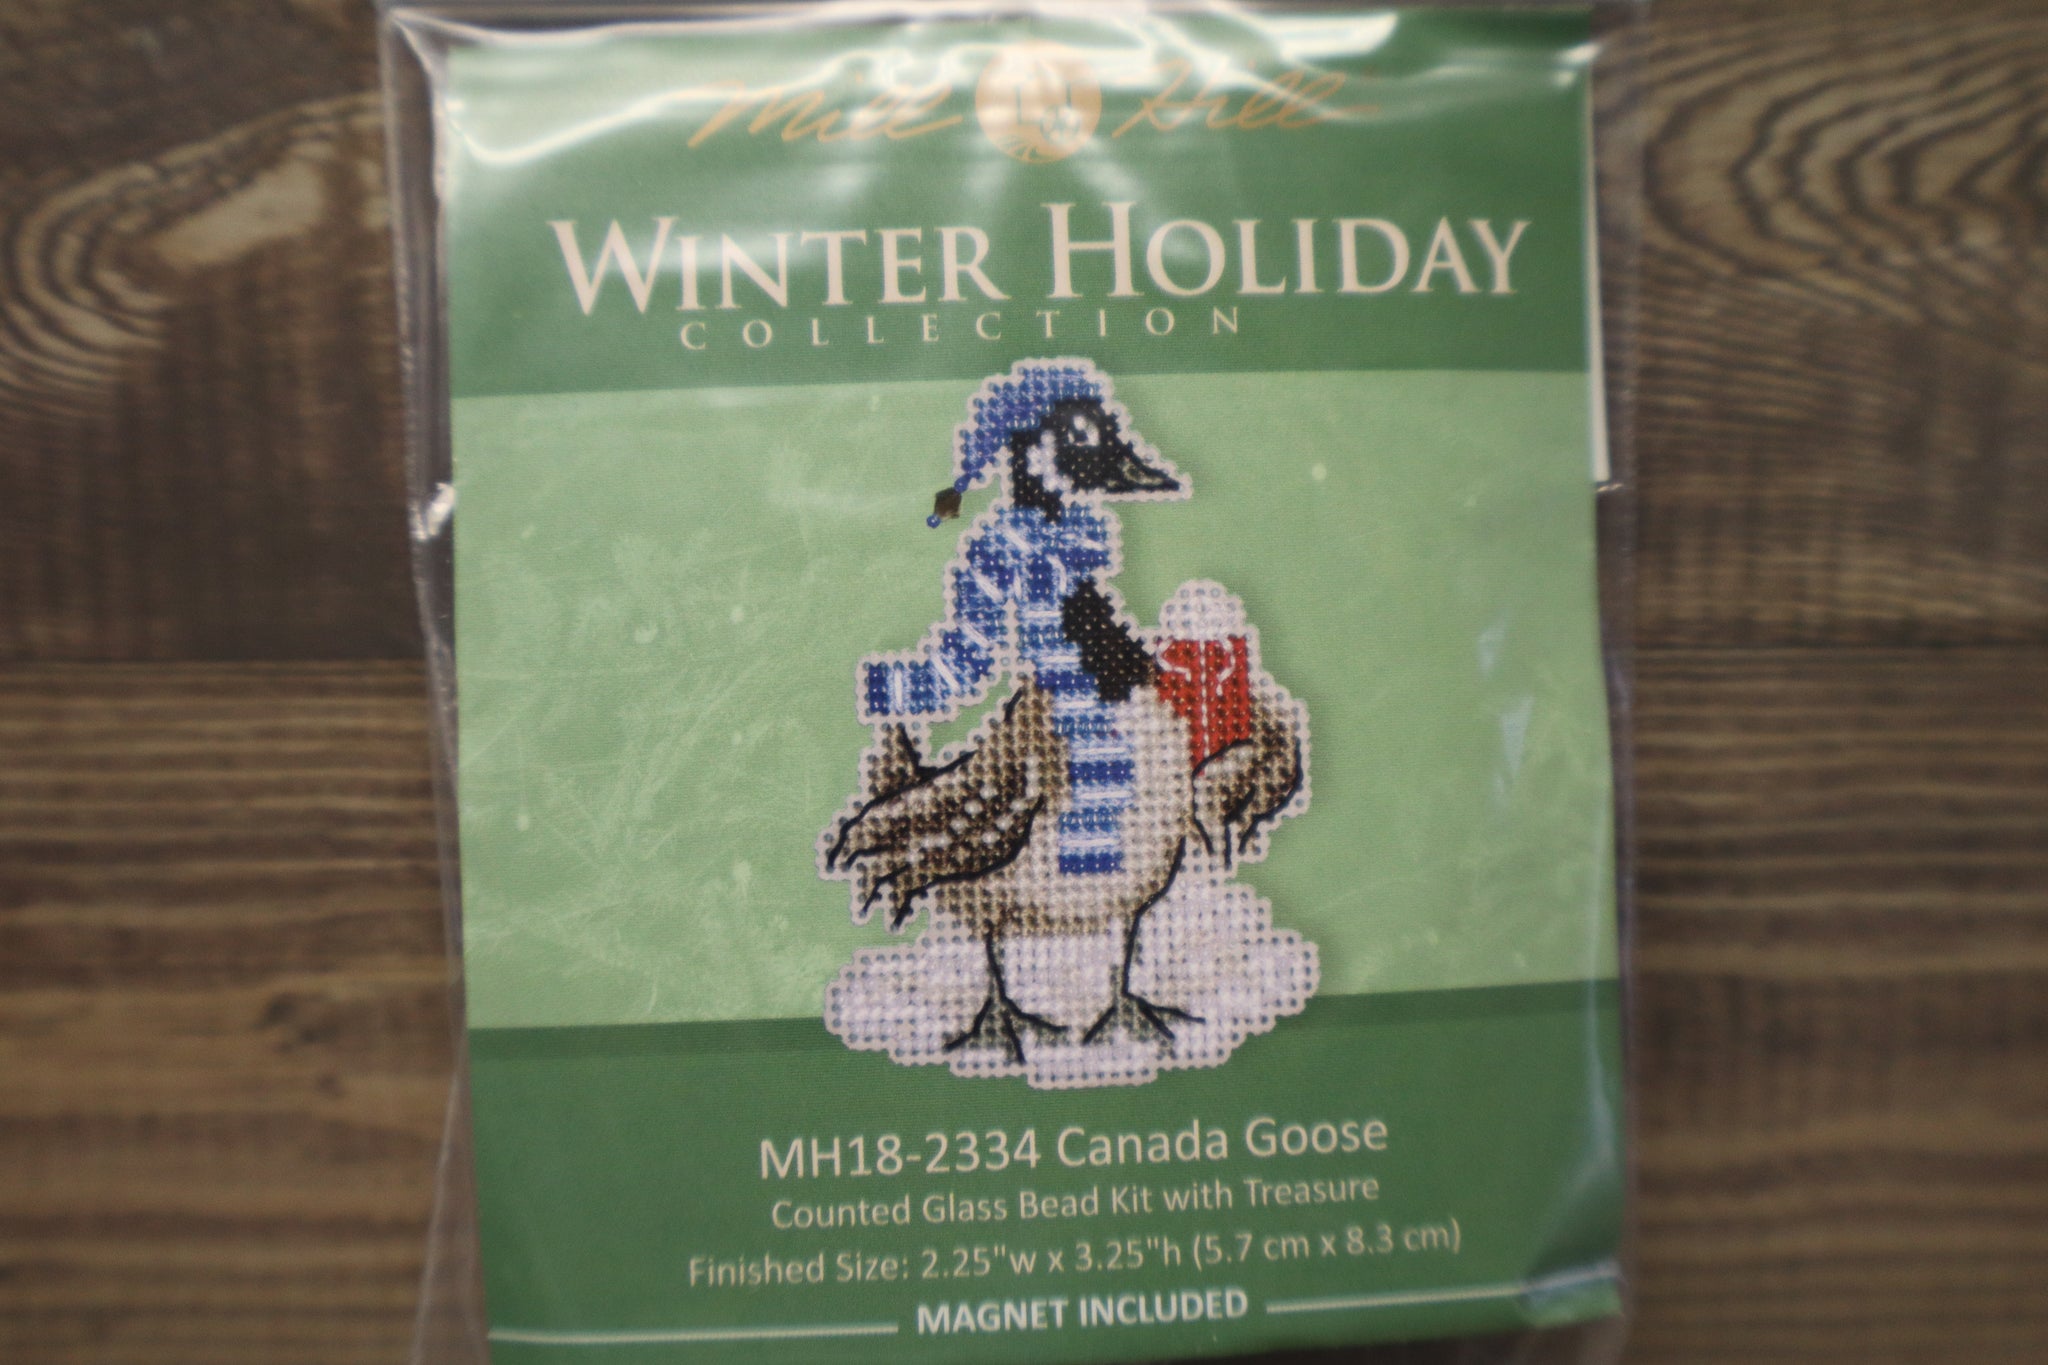 Mill Hill
WINTER HOLIDAY
COLLECTION
MH18-2334 Canada Goose
Counted Glass Bead Kit with Treasure
Finished Size: 2.25"w x 3.25"h (5.7 cm x 8.3 cm)
MAGNET INCLUDED